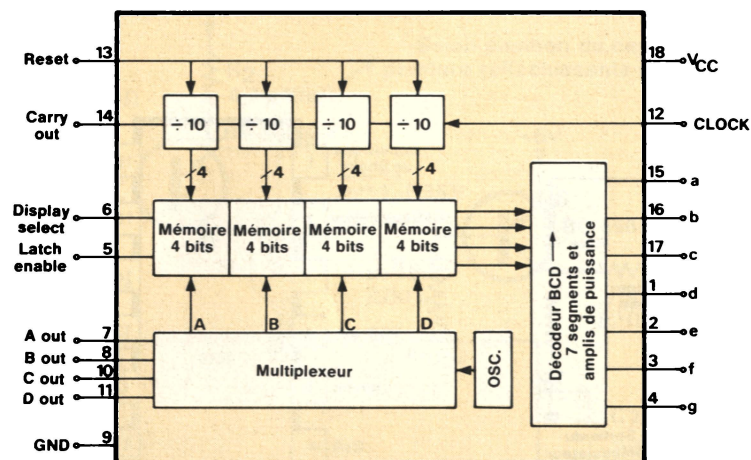 Reset 13
18 VCC
Carry out 14
÷ 10 ÷ 10 ÷ 10 ÷ 10
12 CLOCK
4 4 4 4
15 a
Display select 6
Mémoire 4 bits
Mémoire 4 bits
Mémoire 4 bits
Mémoire 4 bits
16 b
Latch enable 5
17 c
Décodeur BCD
7 segments et
amplis de puissance
1 d
A B C D
A out 7
2 e
B out 8
Multiplexeur
OSC.
C out 10
3 f
D out 11
4 g
GND 9